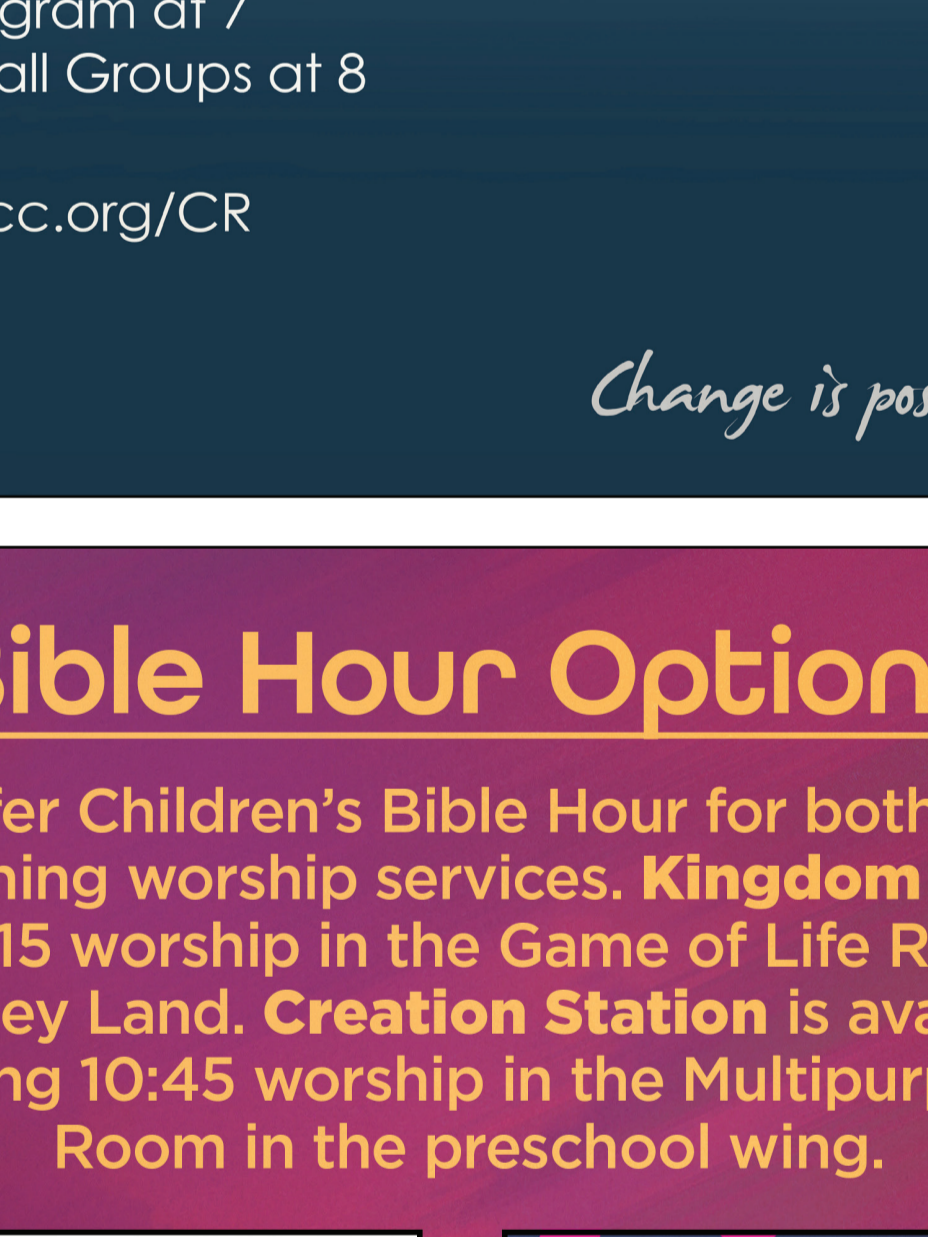 gram at 7
all Groups at 8
cc.org/CR
Change is pos
ible Hour Option
fer Children's Bible Hour for both
ning worship services. Kingdom
15 worship in the Game of Life R
ey Land. Creation Station is ava
ng 10:45 worship in the Multipur
Room in the preschool wing.